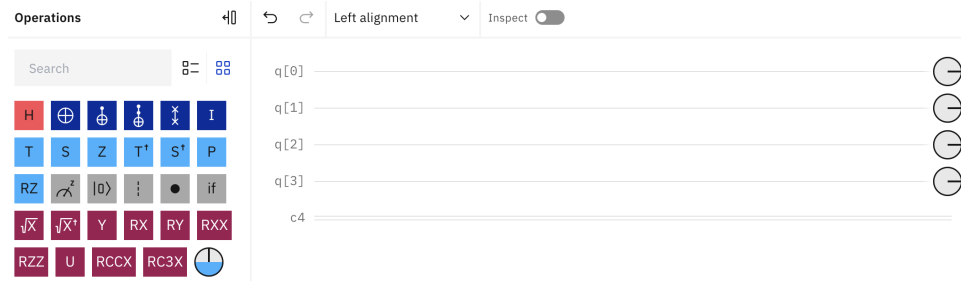 Operations
Left alignment
Inspect
Search
H I
T S Z T† S† P
RZ z |0⟩ if
√X √X† Y RX RY RXX
RZZ U RCCX RC3X
q[0]
q[1]
q[2]
q[3]
c4